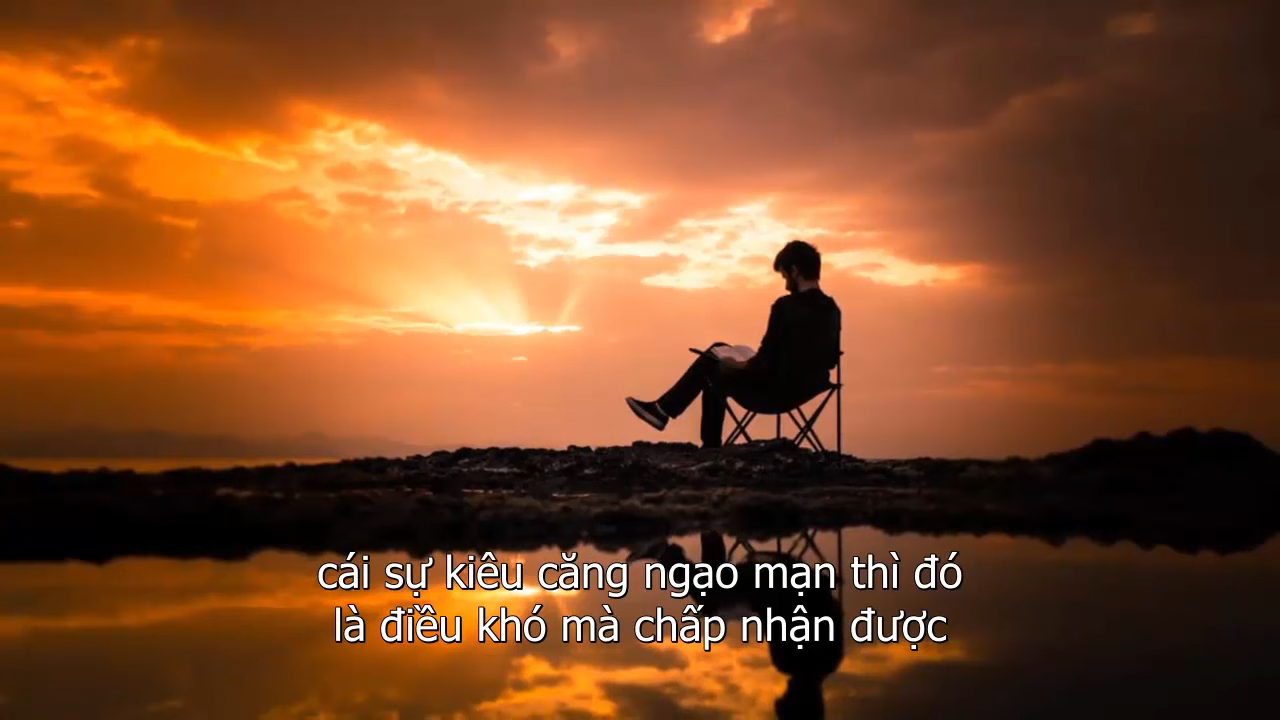 cái sự kiêu căng ngạo mạn thì đó
là điều khó mà chấp nhận được